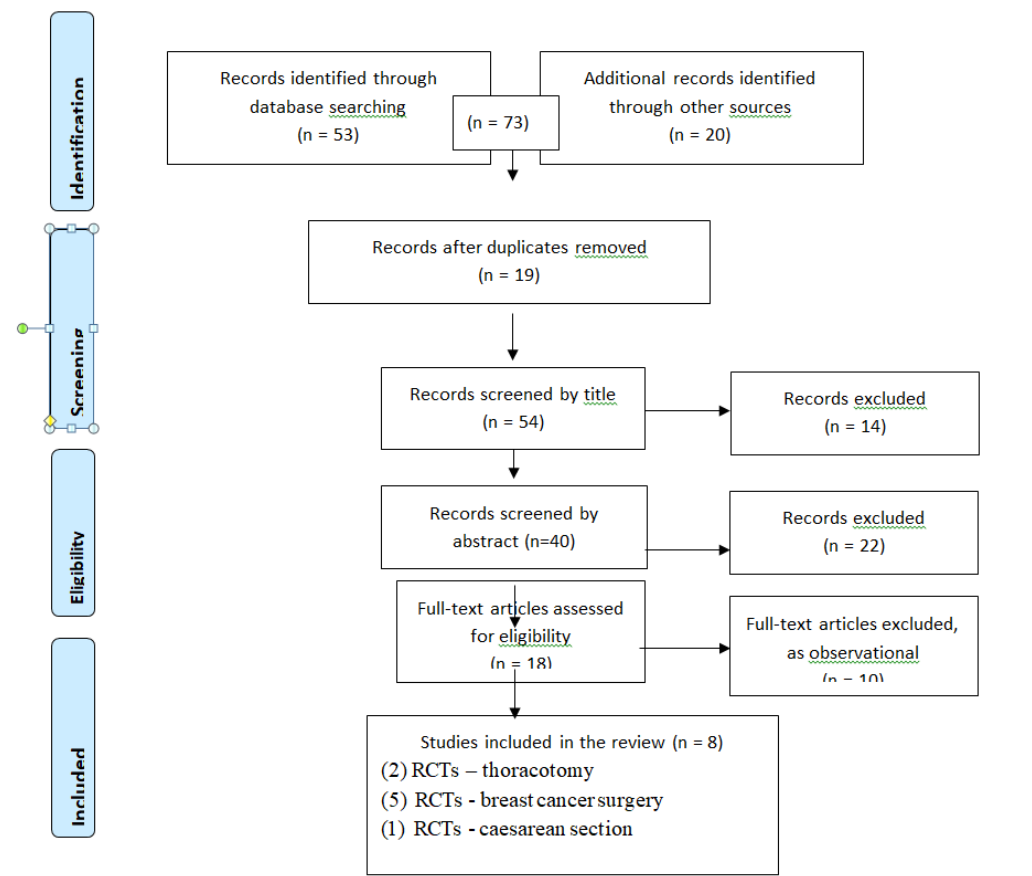 Identification
Records identified through
database searching
(n = 53)
(n = 73)
Additional records identified
through other sources
(n = 20)
Screening
Records after duplicates removed
(n = 19)
Records screened by title
(n = 54)
Records excluded
(n = 14)
Eligibility
Records screened by
abstract (n=40)
Records excluded
(n = 22)
Full-text articles assessed
for eligibility
(n = 18)
Full-text articles excluded,
as observational
(n = 10)
Included
Studies included in the review (n = 8)
(2) RCTs – thoracotomy
(5) RCTs - breast cancer surgery
(1) RCTs - caesarean section